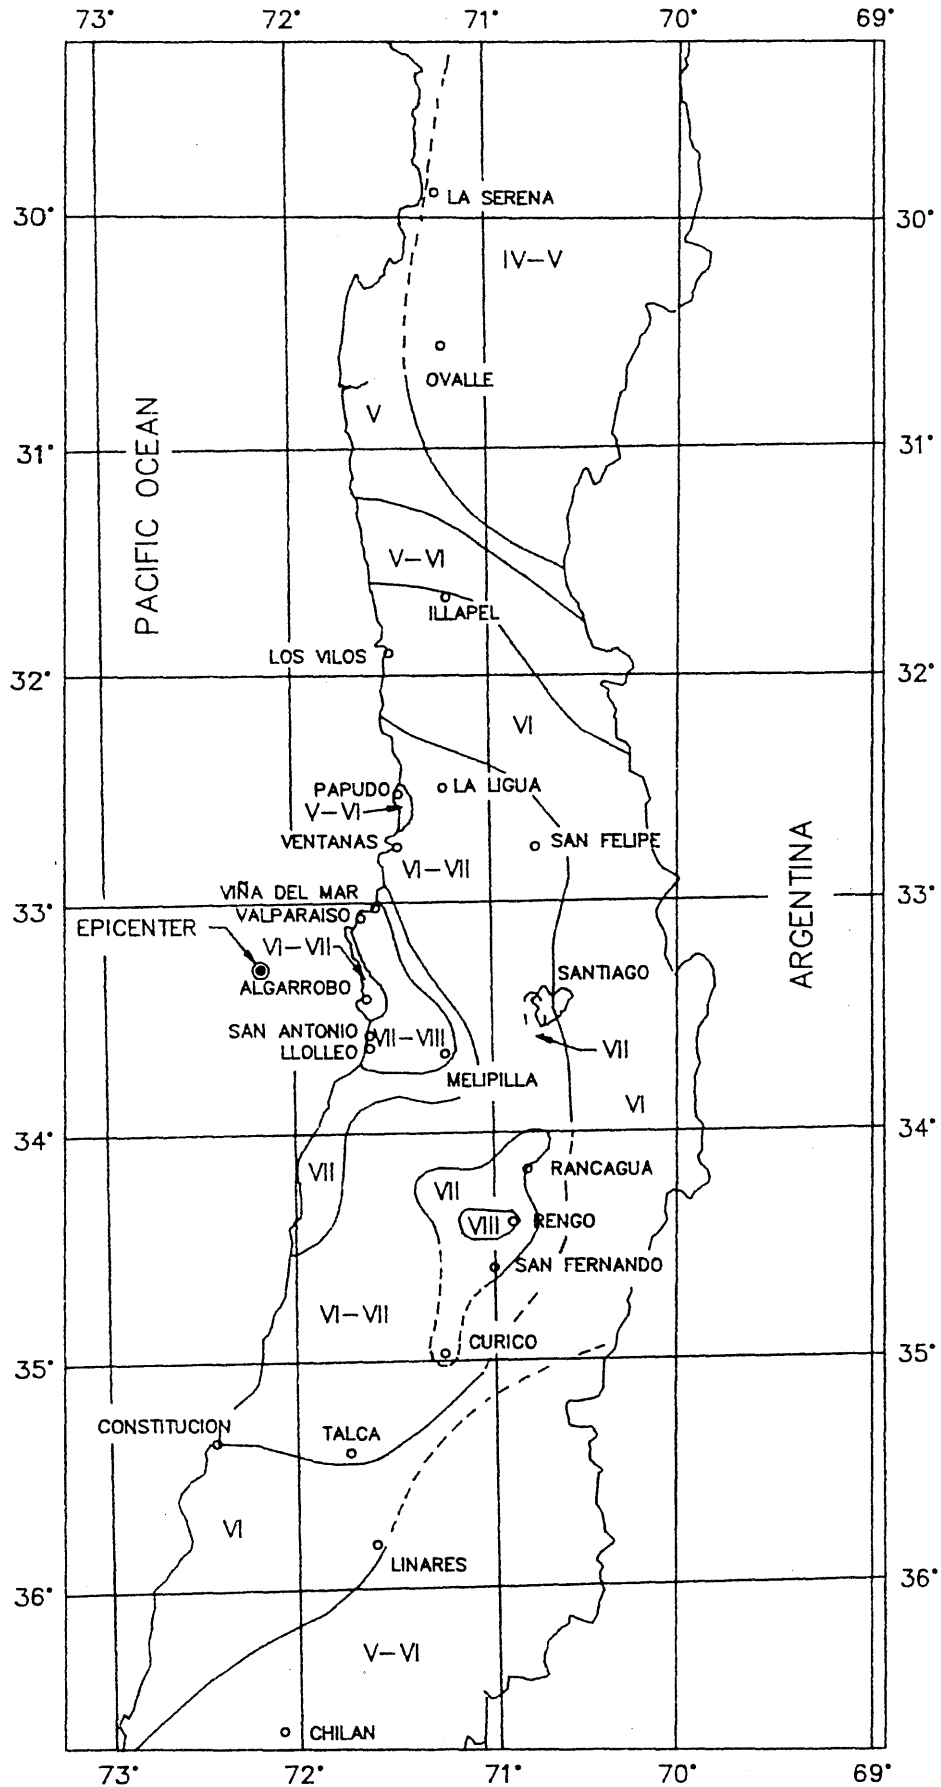 73° 72° 71° 70° 69°
LA SERENA
30° 30°
IV–V
OVALLE
V
PACIFIC OCEAN
31° 31°
V–VI
ILLAPEL
LOS VILOS
32° 32°
VI
PAPUDO
LA LIGUA
V–VI
VENTANAS
SAN FELIPE
VI–VII
ARGENTINA
VIÑA DEL MAR
33° 33°
VALPARAISO
EPICENTER
VI–VII
SANTIAGO
ALGARROBO
SAN ANTONIO
VII–VIII
LLOLLEO
VII
MELIPILLA
VI
34° 34°
VII
RANCAGUA
VII
VIII
RENGO
SAN FERNANDO
VI–VII
CURICO
35° 35°
CONSTITUCION
TALCA
VI
LINARES
36° 36°
V–VI
CHILAN
73° 72° 71° 70° 69°